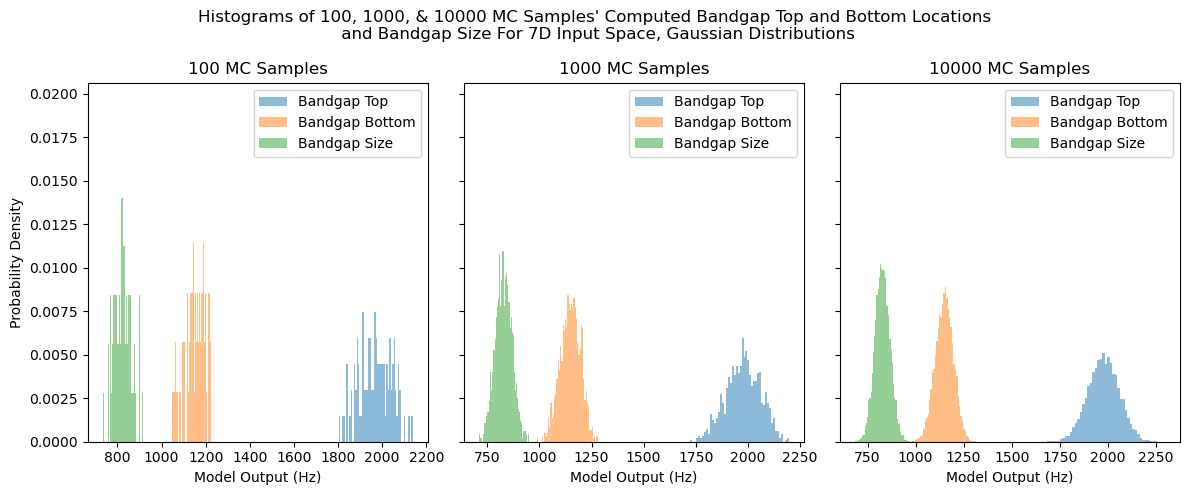 Histograms of 100, 1000, & 10000 MC Samples' Computed Bandgap Top and Bottom Locations
and Bandgap Size For 7D Input Space, Gaussian Distributions
100 MC Samples
1000 MC Samples
10000 MC Samples
Bandgap Top
Bandgap Bottom
Bandgap Size
Bandgap Top
Bandgap Bottom
Bandgap Size
Bandgap Top
Bandgap Bottom
Bandgap Size
Probability Density
0.0200
0.0175
0.0150
0.0125
0.0100
0.0075
0.0050
0.0025
0.0000
800 1000 1200 1400 1600 1800 2000 2200
750 1000 1250 1500 1750 2000 2250
750 1000 1250 1500 1750 2000 2250
Model Output (Hz)
Model Output (Hz)
Model Output (Hz)